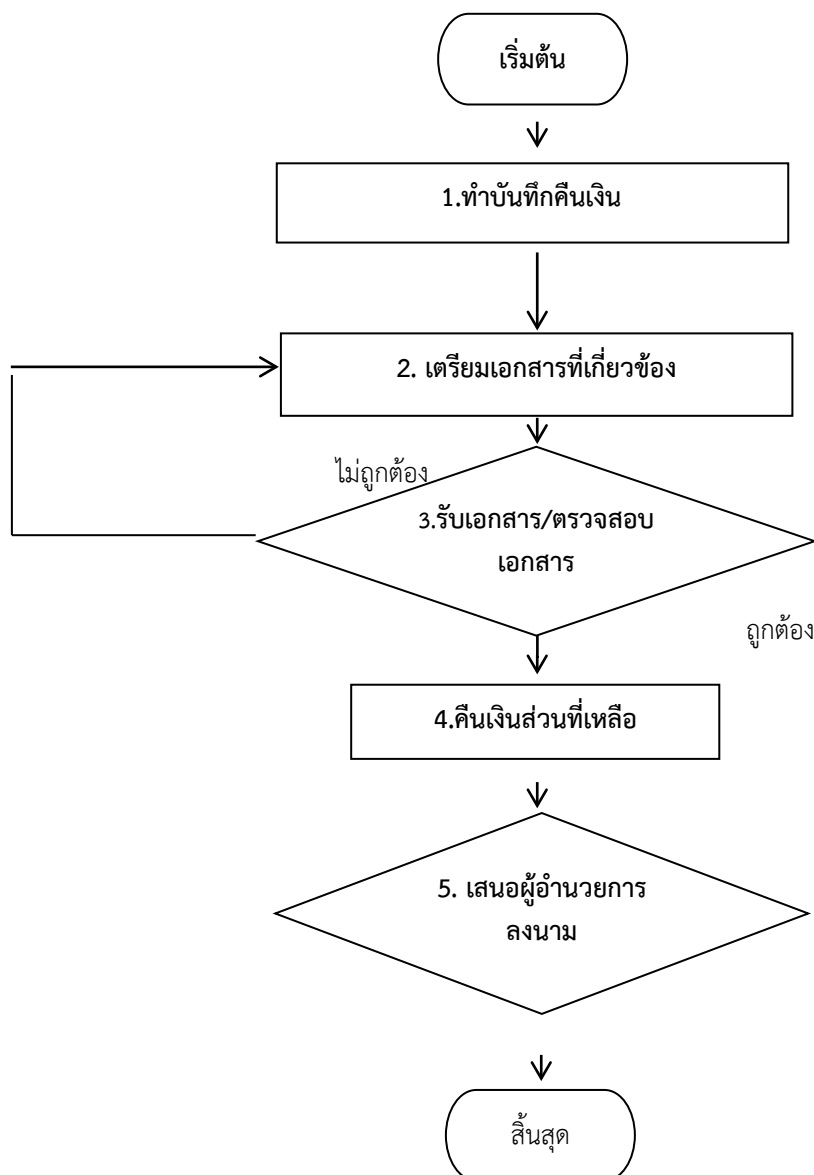 เริ่มต้น
1.ทำบันทึกคืนเงิน
2. เตรียมเอกสารที่เกี่ยวข้อง
ไม่ถูกต้อง
3.รับเอกสาร/ตรวจสอบ
เอกสาร
ถูกต้อง
4.คืนเงินส่วนที่เหลือ
5. เสนอผู้อำนวยการ
ลงนาม
สิ้นสุด